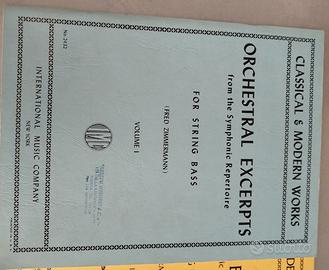 CLASSICAL & MODERN WORKS
ORCHESTRAL EXCERPTS
from the Symphonic Repertoire
FOR STRING BASS
(FRED ZIMMERMANN)
VOLUME I
IMC
No. 2432
INTERNATIONAL MUSIC COMPANY
NEW YORK